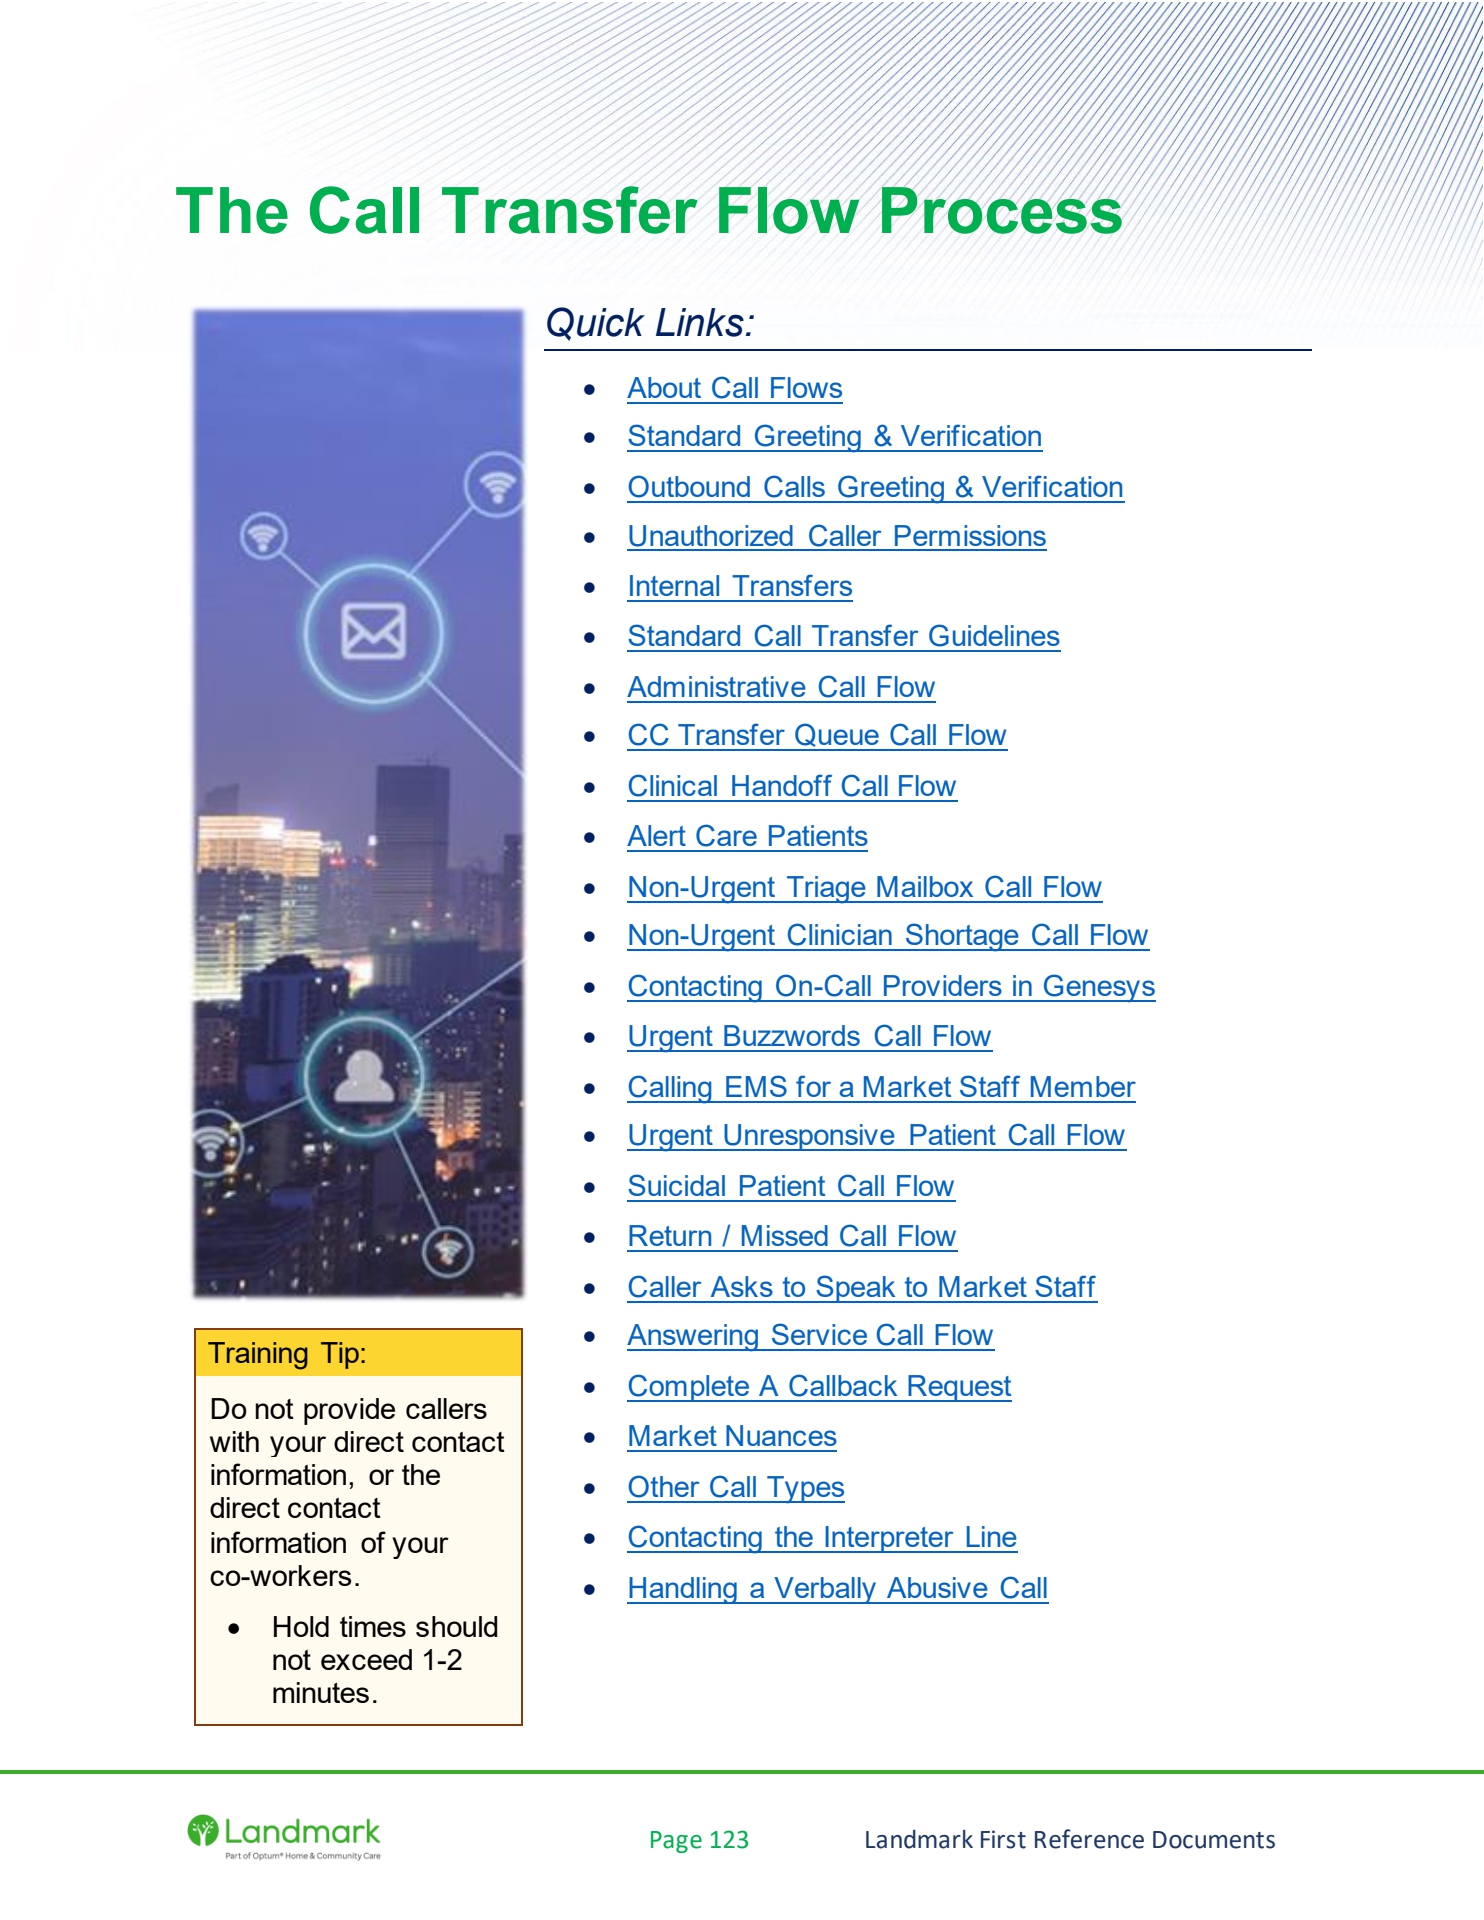 The Call Transfer Flow Process
Quick Links:
• About Call Flows
• Standard Greeting & Verification
• Outbound Calls Greeting & Verification
• Unauthorized Caller Permissions
• Internal Transfers
• Standard Call Transfer Guidelines
• Administrative Call Flow
• CC Transfer Queue Call Flow
• Clinical Handoff Call Flow
• Alert Care Patients
• Non-Urgent Triage Mailbox Call Flow
• Non-Urgent Clinician Shortage Call Flow
• Contacting On-Call Providers in Genesys
• Urgent Buzzwords Call Flow
• Calling EMS for a Market Staff Member
• Urgent Unresponsive Patient Call Flow
• Suicidal Patient Call Flow
• Return / Missed Call Flow
• Caller Asks to Speak to Market Staff
• Answering Service Call Flow
• Complete A Callback Request
• Market Nuances
• Other Call Types
• Contacting the Interpreter Line
• Handling a Verbally Abusive Call
Training Tip:
Do not provide callers
with your direct contact
information, or the
direct contact
information of your
co-workers.
• Hold times should
not exceed 1-2
minutes.
Landmark
Part of Optum® Home & Community Care
Page 123
Landmark First Reference Documents